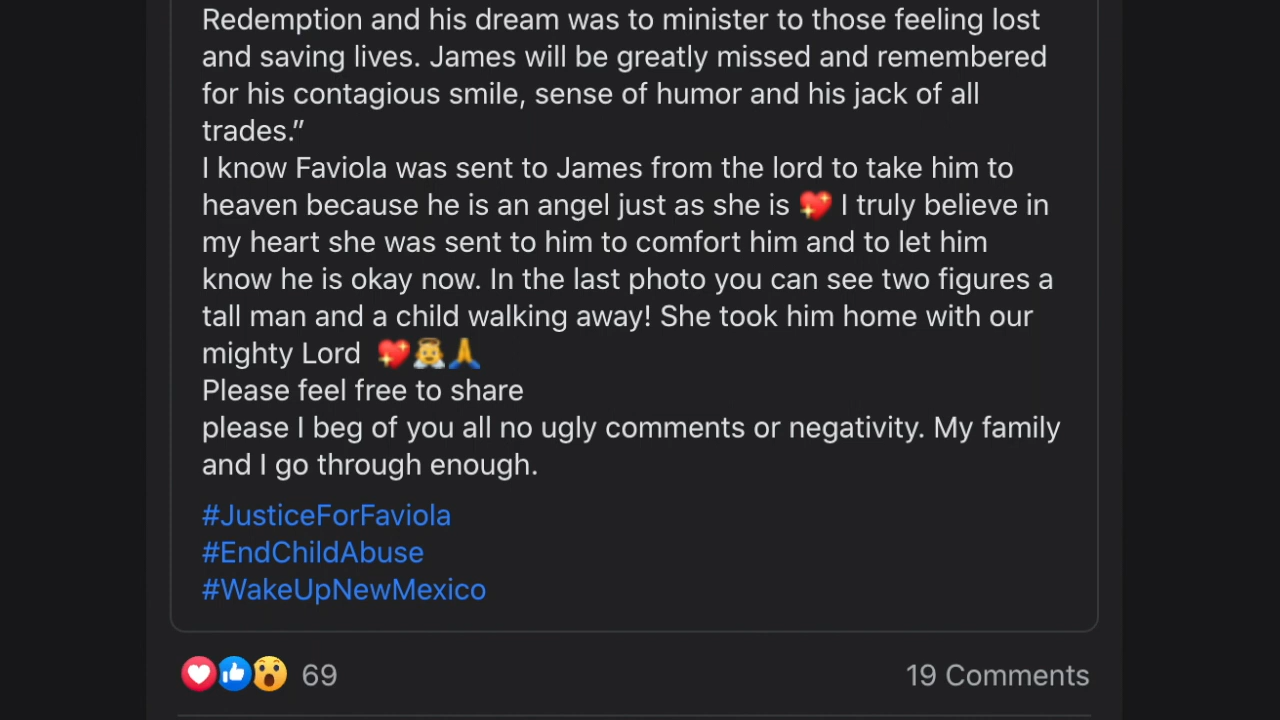 Redemption and his dream was to minister to those feeling lost
and saving lives. James will be greatly missed and remembered
for his contagious smile, sense of humor and his jack of all
trades.”
I know Faviola was sent to James from the lord to take him to
heaven because he is an angel just as she is 💖 I truly believe in
my heart she was sent to him to comfort him and to let him
know he is okay now. In the last photo you can see two figures a
tall man and a child walking away! She took him home with our
mighty Lord 💖👼🙏
Please feel free to share
please I beg of you all no ugly comments or negativity. My family
and I go through enough.
#JusticeForFaviola
#EndChildAbuse
#WakeUpNewMexico
69 19 Comments